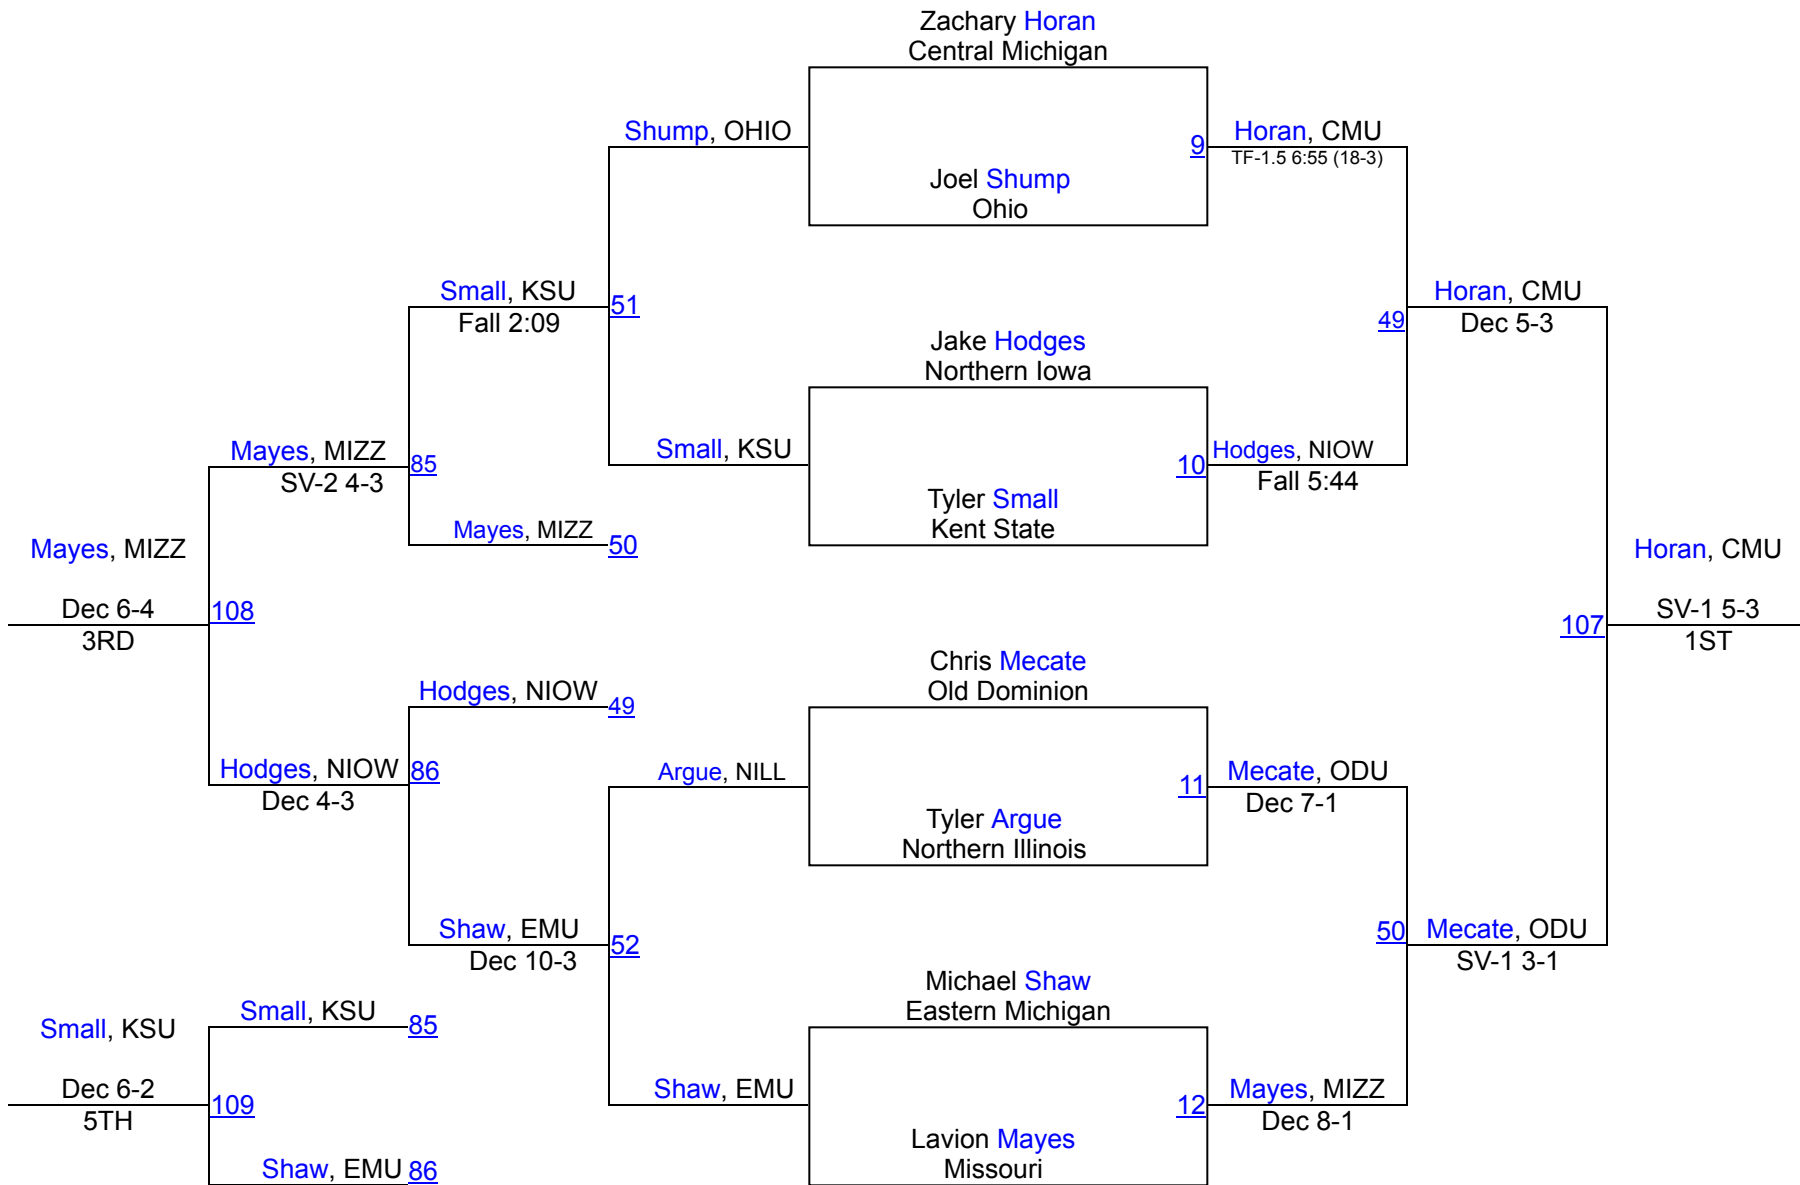 Zachary Horan
Central Michigan
Shump, OHIO
9
Horan, CMU
TF-1.5 6:55 (18-3)
Joel Shump
Ohio
Small, KSU
Fall 2:09
51
Jake Hodges
Northern Iowa
49
Horan, CMU
Dec 5-3
Mayes, MIZZ
SV-2 4-3
85
Small, KSU
10
Hodges, NIOW
Fall 5:44
Tyler Small
Kent State
Mayes, MIZZ
50
Mayes, MIZZ
Dec 6-4
3RD
108
Horan, CMU
107
SV-1 5-3
1ST
Chris Mecate
Old Dominion
Hodges, NIOW
49
Hodges, NIOW
Dec 4-3
86
Argue, NILL
11
Mecate, ODU
Dec 7-1
Tyler Argue
Northern Illinois
Shaw, EMU
Dec 10-3
52
50
Mecate, ODU
SV-1 3-1
Michael Shaw
Eastern Michigan
Small, KSU
85
Small, KSU
Dec 6-2
5TH
109
Shaw, EMU
12
Mayes, MIZZ
Dec 8-1
Lavion Mayes
Missouri
Shaw, EMU
86